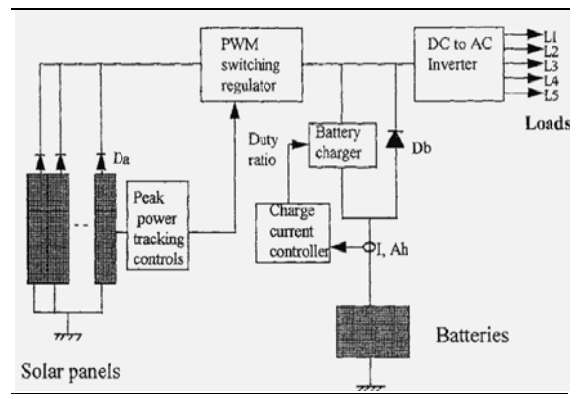 PWM
switching
regulator
DC to AC
Inverter
L1
L2
L3
L4
L5
Loads
Duty
ratio
Battery
charger
Db
Da
Peak
power
tracking
controls
Charge
current
controller
I, Ah
Batteries
Solar panels